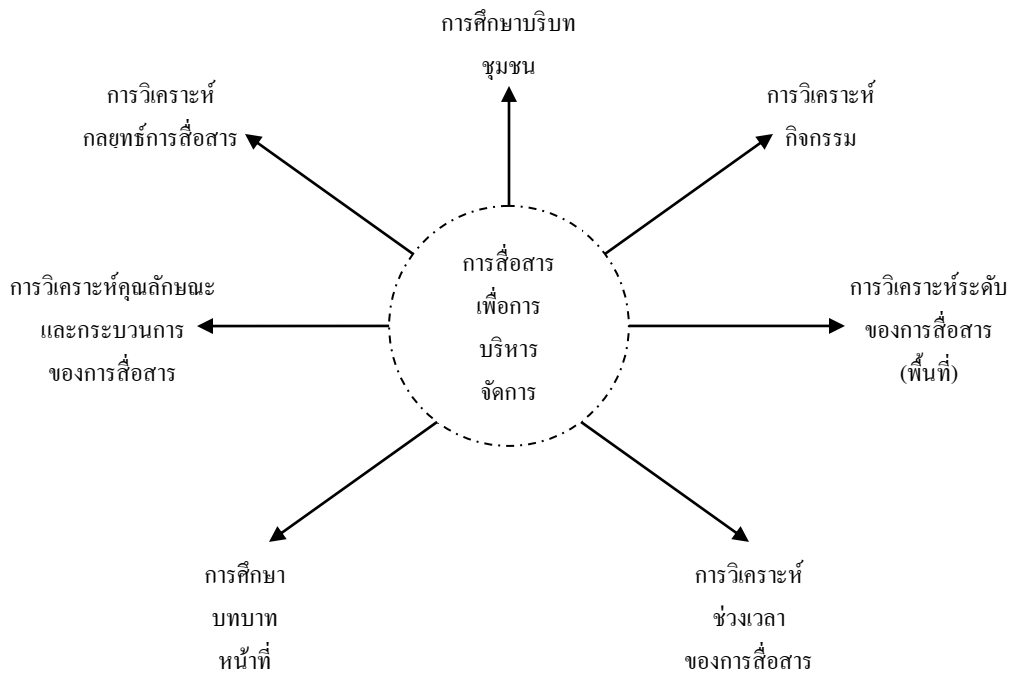 การศึกษาบริบท
ชุมชน
การวิเคราะห์
กิจกรรม
การวิเคราะห์ระดับ
ของการสื่อสาร
(พื้นที่)
การวิเคราะห์
ช่วงเวลา
ของการสื่อสาร
การศึกษา
บทบาท
หน้าที่
การวิเคราะห์คุณลักษณะ
และกระบวนการ
ของการสื่อสาร
การวิเคราะห์
กลยุทธ์การสื่อสาร
การสื่อสาร
เพื่อการ
บริหาร
จัดการ